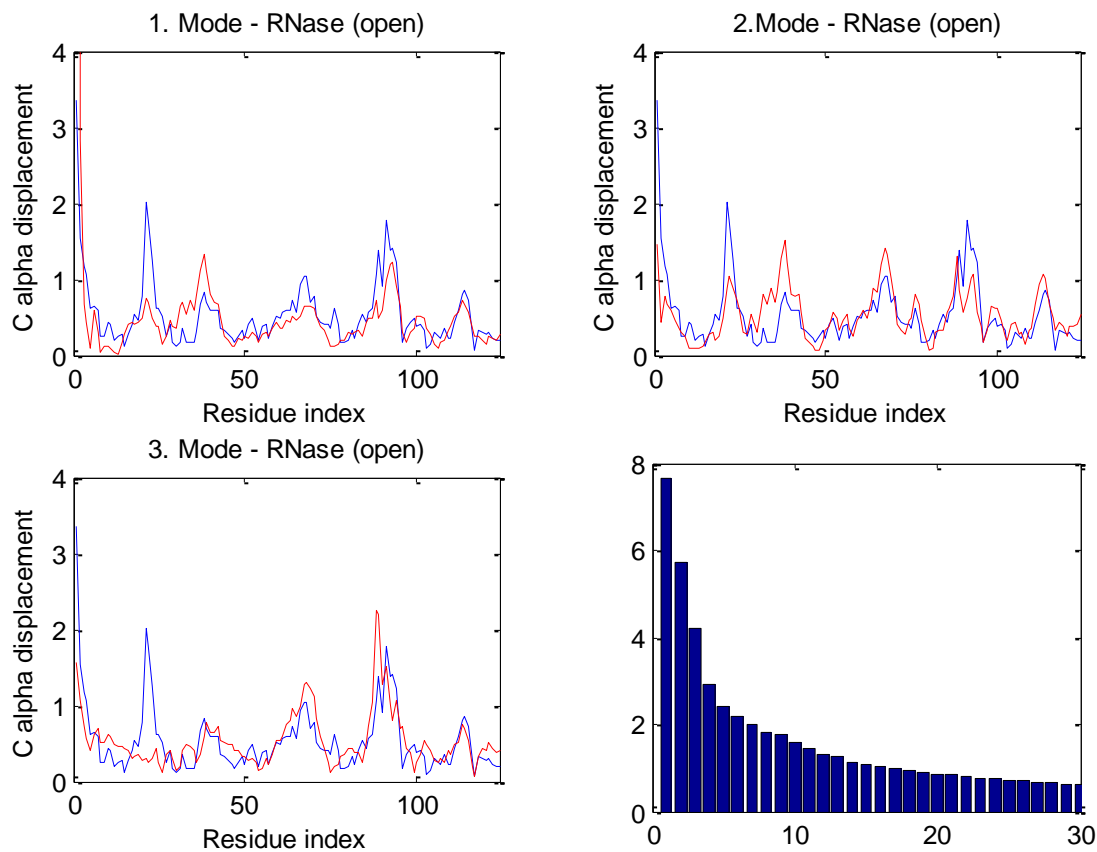 1. Mode - RNase (open)
4
3
2
1
0
C alpha displacement
0 50 100
Residue index
2.Mode - RNase (open)
4
3
2
1
0
C alpha displacement
0 50 100
Residue index
3. Mode - RNase (open)
4
3
2
1
0
C alpha displacement
0 50 100
Residue index
8
6
4
2
0
0 10 20 30